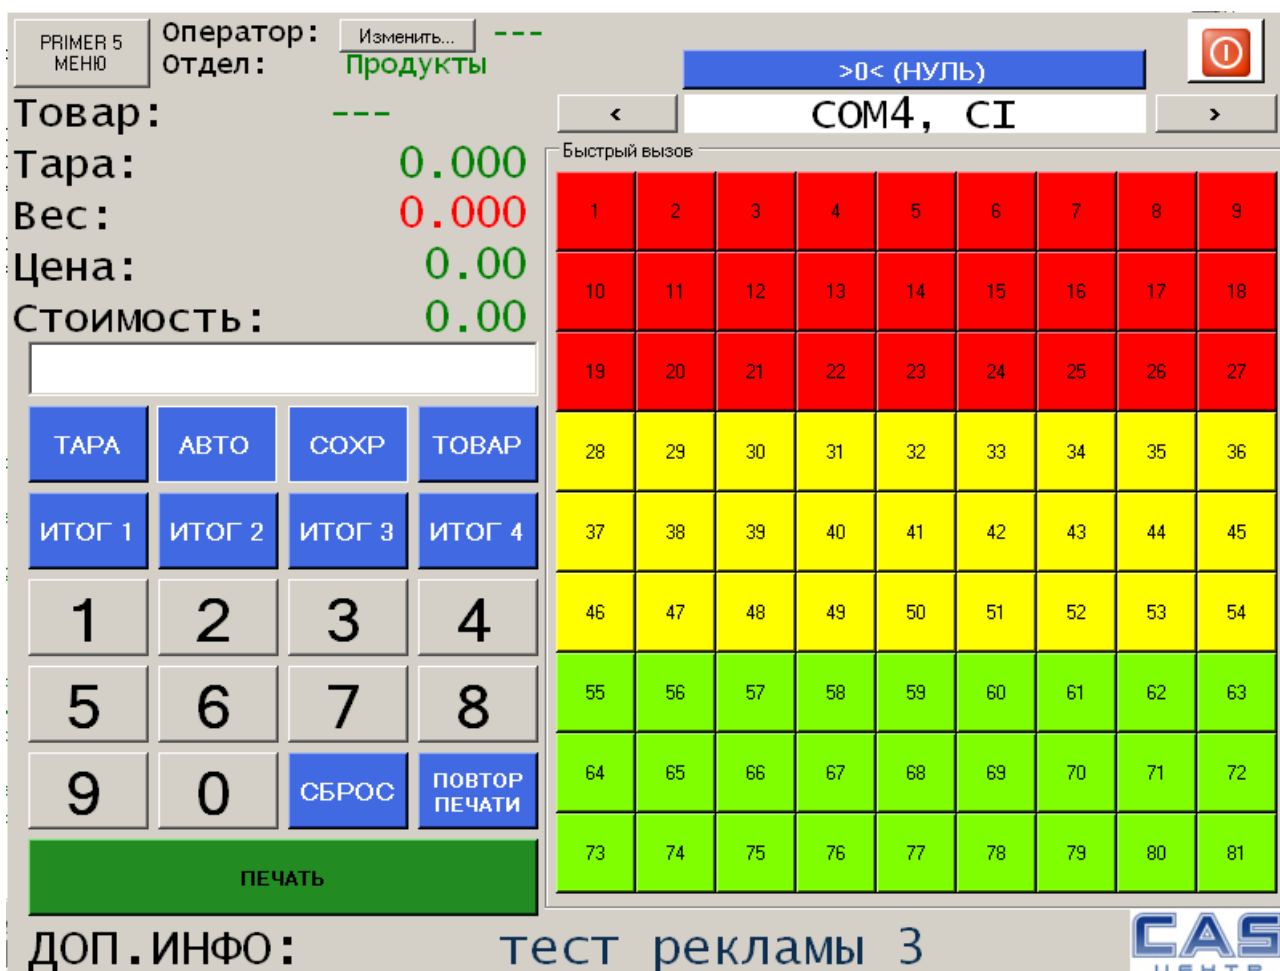 PRIMER 5
МЕНЮ
Оператор: Изменить... ---
Отдел: Продукты
>0< (НУЛЬ)
< COM4, CI >
Товар: ---
Тара: 0.000
Вес: 0.000
Цена: 0.00
Стоимость: 0.00
ТАРА АВТО СОХР ТОВАР
ИТОГ 1 ИТОГ 2 ИТОГ 3 ИТОГ 4
1 2 3 4
5 6 7 8
9 0 СБРОС ПОВТОР
ПЕЧАТИ
ПЕЧАТЬ
Быстрый вызов
1 2 3 4 5 6 7 8 9
10 11 12 13 14 15 16 17 18
19 20 21 22 23 24 25 26 27
28 29 30 31 32 33 34 35 36
37 38 39 40 41 42 43 44 45
46 47 48 49 50 51 52 53 54
55 56 57 58 59 60 61 62 63
64 65 66 67 68 69 70 71 72
73 74 75 76 77 78 79 80 81
ДОП.ИНФО: тест рекламы 3
CAS
ЦЕНТР